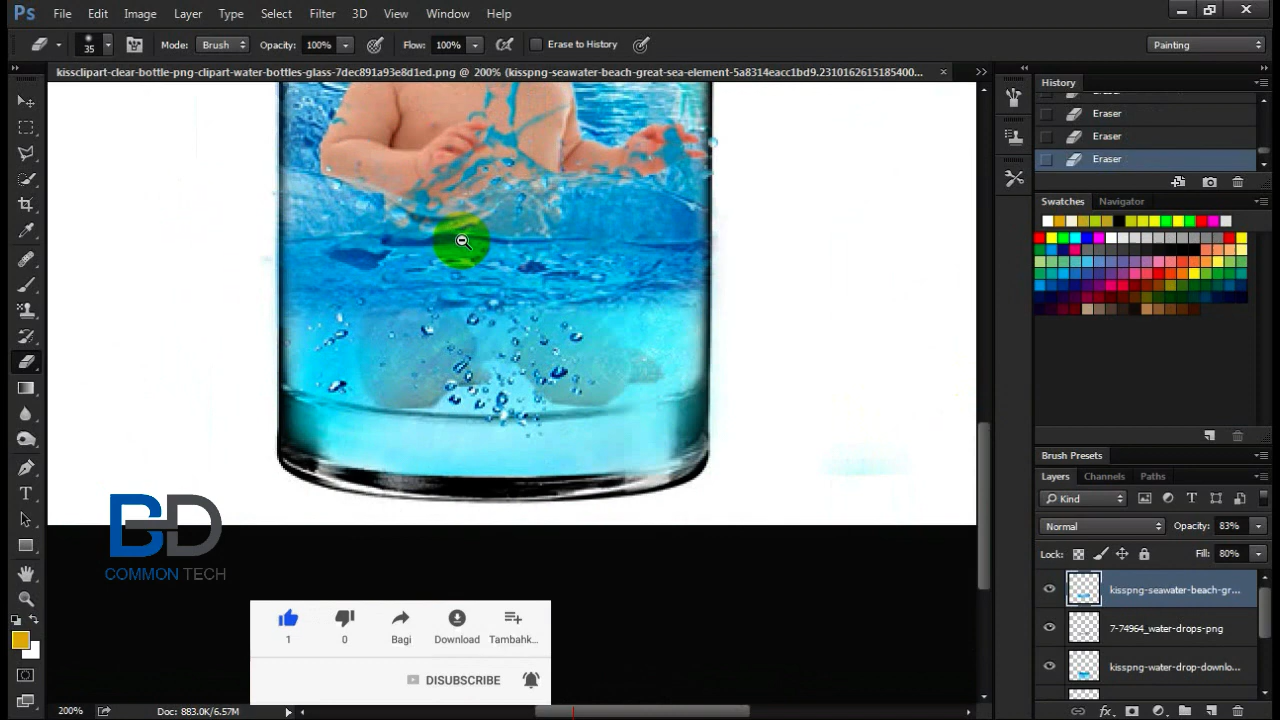 Ps File Edit Image Layer Type Select Filter 3D View Window Help
35 Mode: Brush Opacity: 100% Flow: 100% Erase to History Painting
kissclipart-clear-bottle-png-clipart-water-bottles-glass-7dec891a93e8d1ed.png @ 200% (kisspng-seawater-beach-great-sea-element-5a8314eacc1bd9.2310162615185400...
History
Eraser
Eraser
Eraser
Swatches Navigator
Brush Presets
Layers Channels Paths
Kind
Normal Opacity: 83%
Lock: Fill: 80%
kisspng-seawater-beach-gr...
7-74964_water-drops-png
kisspng-water-drop-downlo...
BD
COMMON TECH
1 0 Bagi Download Tambahk...
DISUBSCRIBE
200% Doc: 883.0K/6.57M